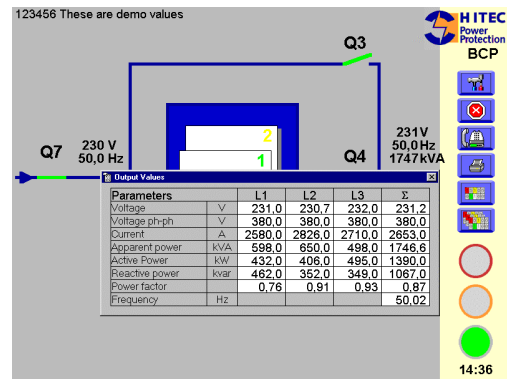 123456 These are demo values
HITEC
Power
Protection
BCP
Q3
2
1
Q7
230 V
50,0 Hz
Q4
231V
50,0 Hz
1747 kVA
Output Values
Parameters L1 L2 L3 Σ
Voltage V 231,0 230,7 232,0 231,2
Voltage ph-ph V 380,0 380,0 380,0 380,0
Current A 2580,0 2826,0 2710,0 2653,0
Apparent power kVA 598,0 650,0 498,0 1746,6
Active Power kW 432,0 406,0 495,0 1390,0
Reactive power kvar 462,0 352,0 349,0 1067,0
Power factor 0,76 0,91 0,93 0,87
Frequency Hz 50,02
14:36